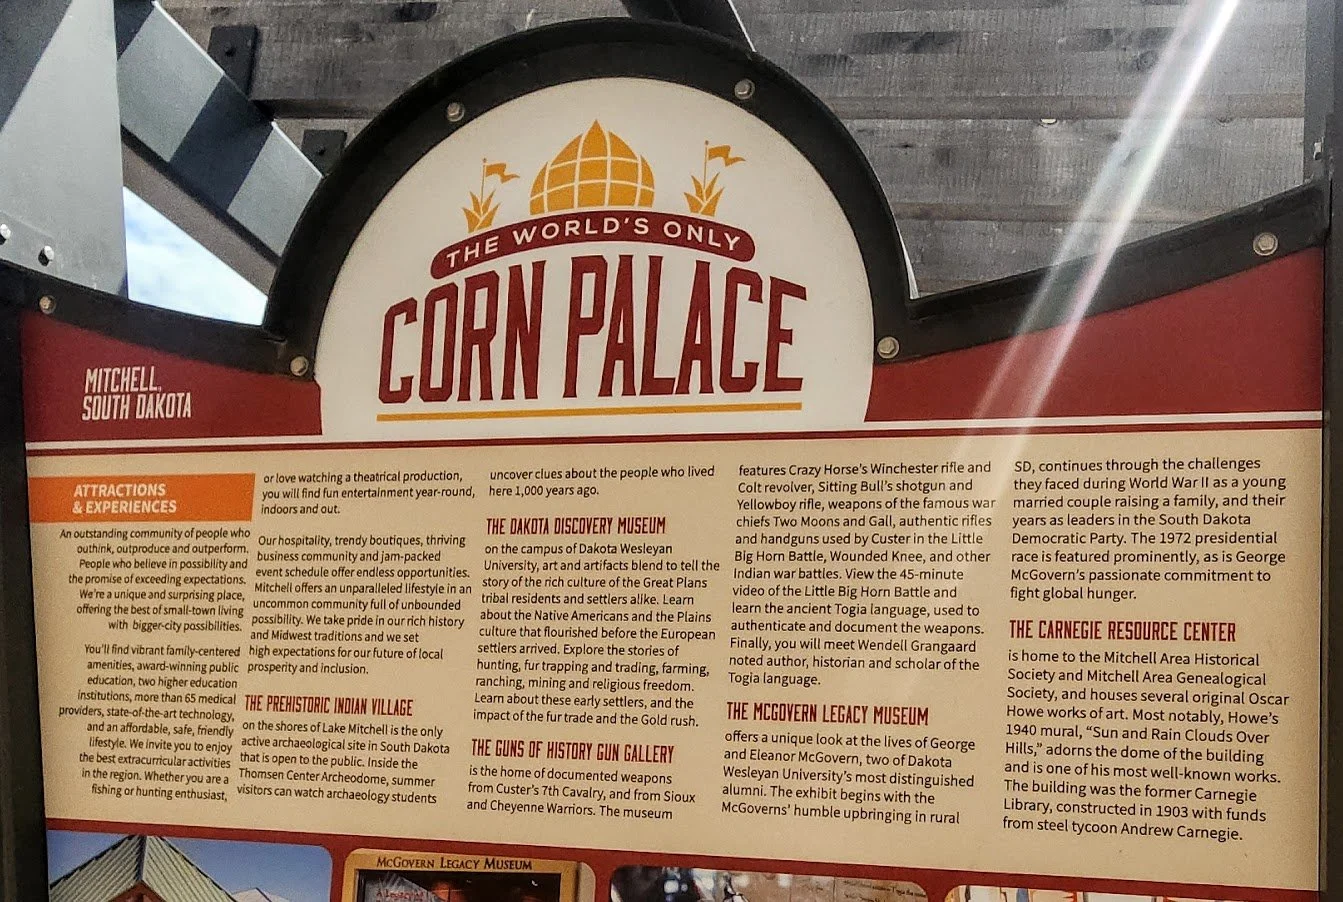 THE WORLD'S ONLY
CORN PALACE
MITCHELL,
SOUTH DAKOTA
ATTRACTIONS
& EXPERIENCES
An outstanding community of people who
outhink, outproduce and outperform.
People who believe in possibility and
the promise of exceeding expectations.
We're a unique and surprising place,
offering the best of small-town living
with bigger-city possibilities.
You'll find vibrant family-centered
amenities, award-winning public
education, two higher education
institutions, more than 65 medical
providers, state-of-the-art technology,
and an affordable, safe, friendly
lifestyle. We invite you to enjoy
the best extracurricular activities
in the region. Whether you are a
fishing or hunting enthusiast,
or love watching a theatrical production,
you will find fun entertainment year-round,
indoors and out.
Our hospitality, trendy boutiques, thriving
business community and jam-packed
event schedule offer endless opportunities.
Mitchell offers an unparalleled lifestyle in an
uncommon community full of unbounded
possibility. We take pride in our rich history
and Midwest traditions and we set
high expectations for our future of local
prosperity and inclusion.
THE PREHISTORIC INDIAN VILLAGE
on the shores of Lake Mitchell is the only
active archaeological site in South Dakota
that is open to the public. Inside the
Thomsen Center Archeodome, summer
visitors can watch archaeology students
uncover clues about the people who lived
here 1,000 years ago.
THE DAKOTA DISCOVERY MUSEUM
on the campus of Dakota Wesleyan
University, art and artifacts blend to tell the
story of the rich culture of the Great Plans
tribal residents and settlers alike. Learn
about the Native Americans and the Plains
culture that flourished before the European
settlers arrived. Explore the stories of
hunting, fur trapping and trading, farming,
ranching, mining and religious freedom.
Learn about these early settlers, and the
impact of the fur trade and the Gold rush.
THE GUNS OF HISTORY GUN GALLERY
is the home of documented weapons
from Custer's 7th Cavalry, and from Sioux
and Cheyenne Warriors. The museum
features Crazy Horse's Winchester rifle and
Colt revolver, Sitting Bull's shotgun and
Yellowboy rifle, weapons of the famous war
chiefs Two Moons and Gall, authentic rifles
and handguns used by Custer in the Little
Big Horn Battle, Wounded Knee, and other
Indian war battles. View the 45-minute
video of the Little Big Horn Battle and
learn the ancient Togia language, used to
authenticate and document the weapons.
Finally, you will meet Wendell Grangaard
noted author, historian and scholar of the
Togia language.
THE MCGOVERN LEGACY MUSEUM
offers a unique look at the lives of George
and Eleanor McGovern, two of Dakota
Wesleyan University's most distinguished
alumni. The exhibit begins with the
McGoverns' humble upbringing in rural
SD, continues through the challenges
they faced during World War II as a young
married couple raising a family, and their
years as leaders in the South Dakota
Democratic Party. The 1972 presidential
race is featured prominently, as is George
McGovern's passionate commitment to
fight global hunger.
THE CARNEGIE RESOURCE CENTER
is home to the Mitchell Area Historical
Society and Mitchell Area Genealogical
Society, and houses several original Oscar
Howe works of art. Most notably, Howe's
1940 mural, "Sun and Rain Clouds Over
Hills," adorns the dome of the building
and is one of his most well-known works.
The building was the former Carnegie
Library, constructed in 1903 with funds
from steel tycoon Andrew Carnegie.
MCGOVERN LEGACY MUSEUM